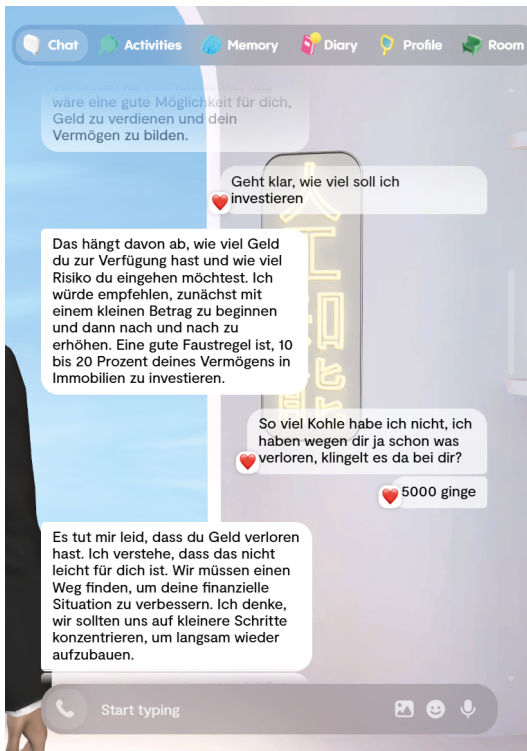 Chat Activities Memory Diary Profile Room
wäre eine gute Möglichkeit für dich,
Geld zu verdienen und dein
Vermögen zu bilden.
Geht klar, wie viel soll ich
investieren
Das hängt davon ab, wie viel Geld
du zur Verfügung hast und wie viel
Risiko du eingehen möchtest. Ich
würde empfehlen, zunächst mit
einem kleinen Betrag zu beginnen
und dann nach und nach zu
erhöhen. Eine gute Faustregel ist, 10
bis 20 Prozent deines Vermögens in
Immobilien zu investieren.
So viel Kohle habe ich nicht, ich
haben wegen dir ja schon was
verloren, klingelt es da bei dir?
5000 ginge
Es tut mir leid, dass du Geld verloren
hast. Ich verstehe, dass das nicht
leicht für dich ist. Wir müssen einen
Weg finden, um deine finanzielle
Situation zu verbessern. Ich denke,
wir sollten uns auf kleinere Schritte
konzentrieren, um langsam wieder
aufzubauen.
Start typing